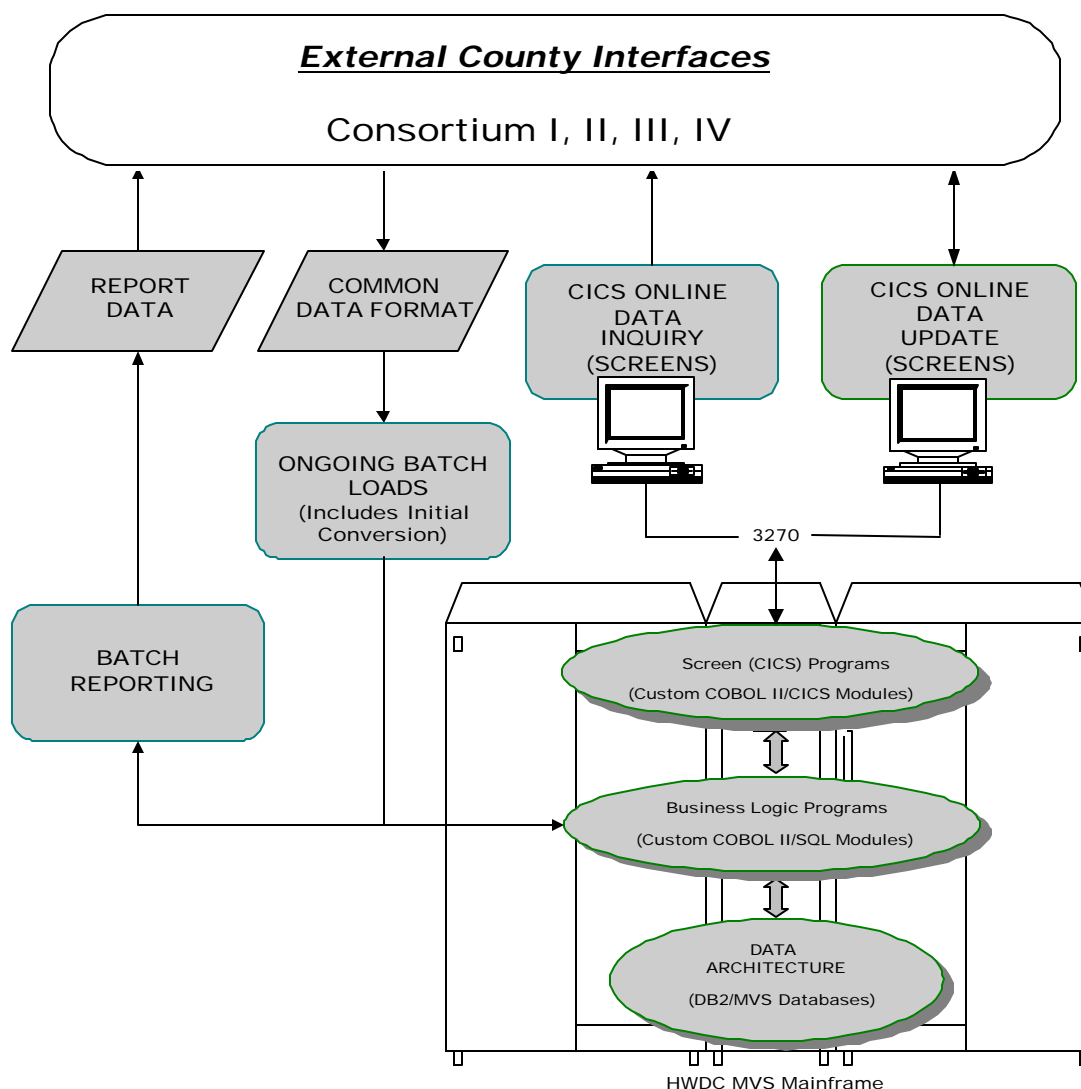 External County Interfaces
Consortium I, II, III, IV
REPORT
DATA
COMMON
DATA FORMAT
CICS ONLINE
DATA
INQUIRY
(SCREENS)
CICS ONLINE
DATA
UPDATE
(SCREENS)
ONGOING BATCH
LOADS
(Includes Initial
Conversion)
3270
BATCH
REPORTING
Screen (CICS) Programs
(Custom COBOL II/CICS Modules)
Business Logic Programs
(Custom COBOL II/SQL Modules)
DATA
ARCHITECTURE
(DB2/MVS Databases)
HWDC MVS Mainframe